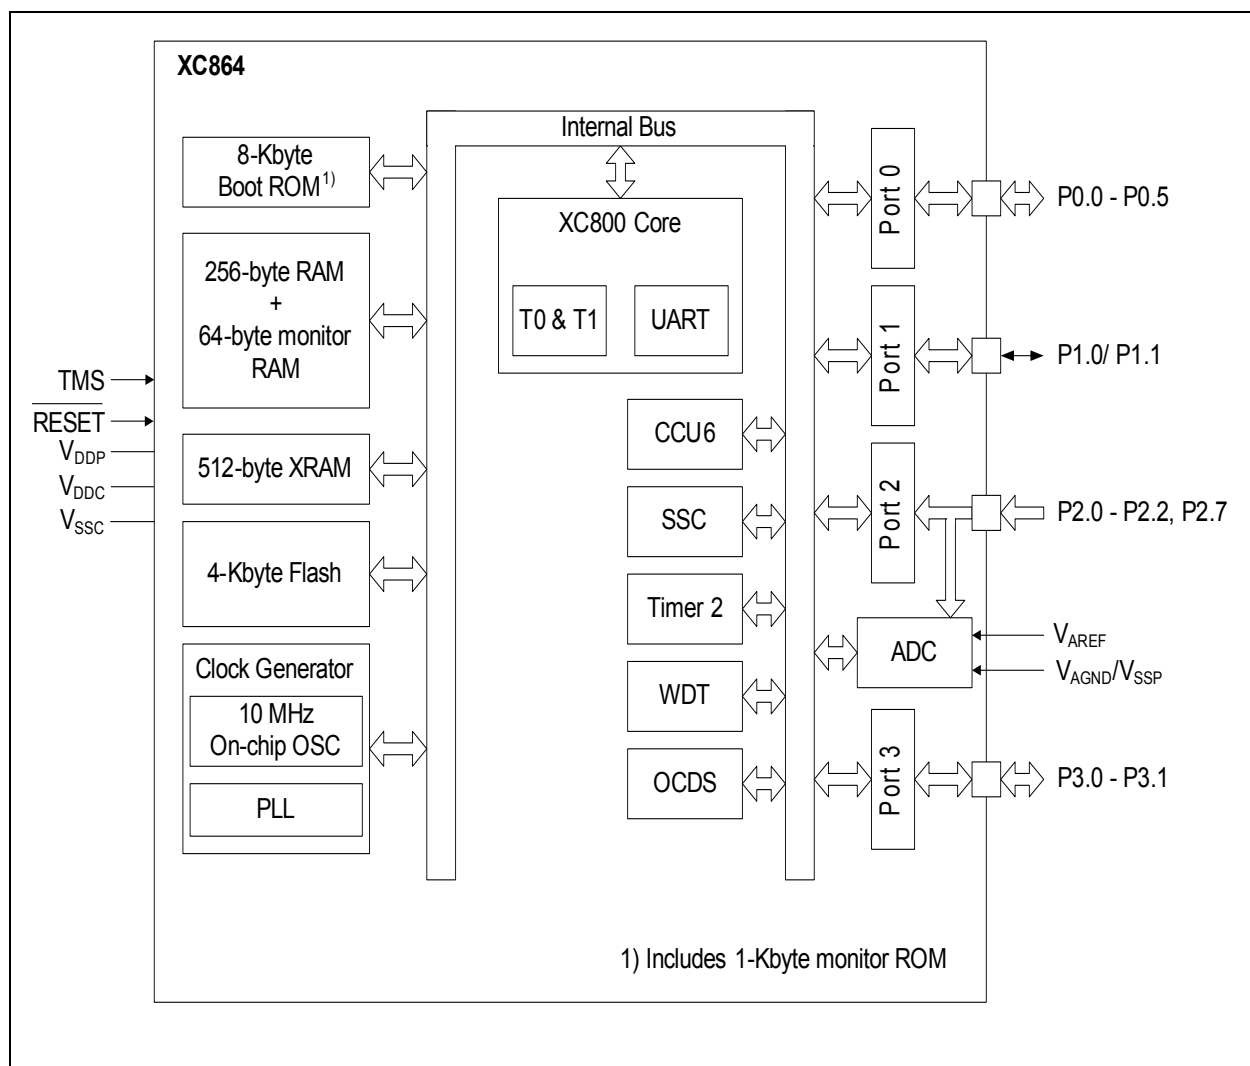 XC864
Internal Bus
8-Kbyte
Boot ROM1)
256-byte RAM
+
64-byte monitor
RAM
512-byte XRAM
4-Kbyte Flash
Clock Generator
10 MHz
On-chip OSC
PLL
TMS
RESET
VDDP
VDDC
VSSC
XC800 Core
T0 & T1
UART
CCU6
SSC
Timer 2
WDT
OCDS
Port 0
P0.0 - P0.5
Port 1
P1.0/ P1.1
Port 2
P2.0 - P2.2, P2.7
ADC
VAREF
VAGND/VSSP
Port 3
P3.0 - P3.1
1) Includes 1-Kbyte monitor ROM